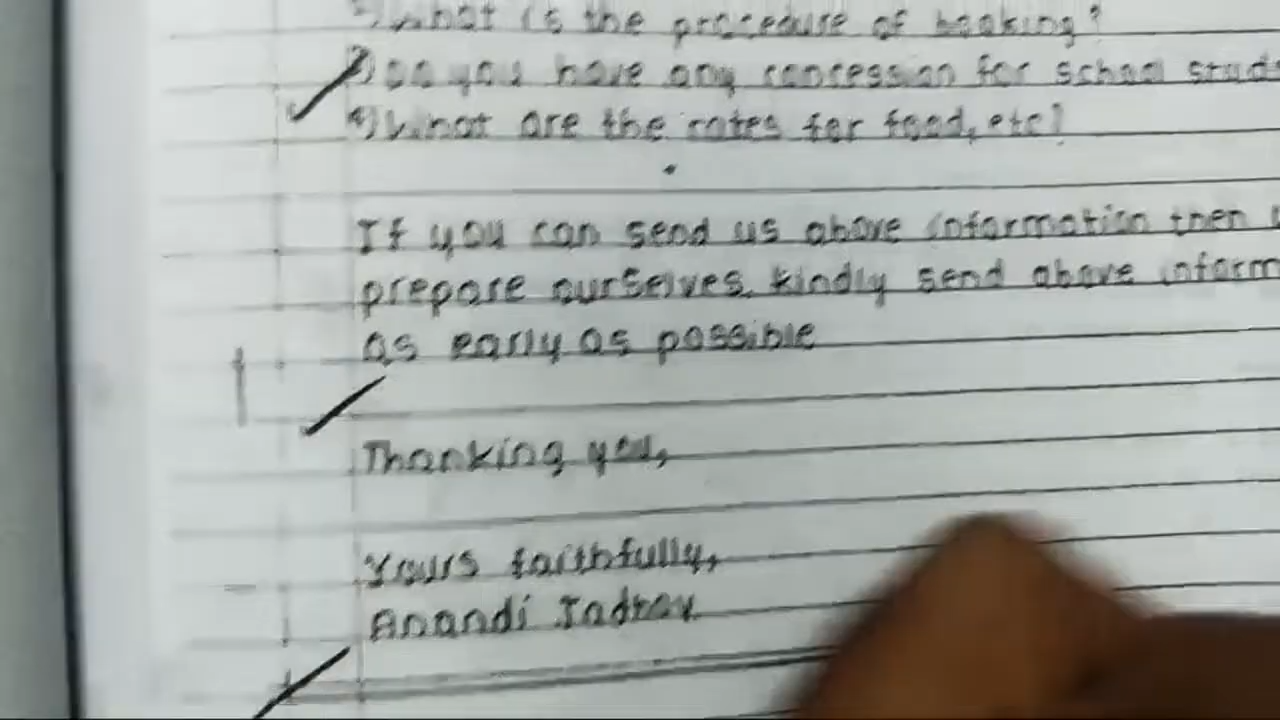 What is the procedure of booking?
3) Do you have any concession for school
4) What are the rates for food, etc?
If you can send us above information then
prepare ourselves. kindly send above inform
as early as possible
Thanking you,
Yours faithfully,
Anandi Jadhav